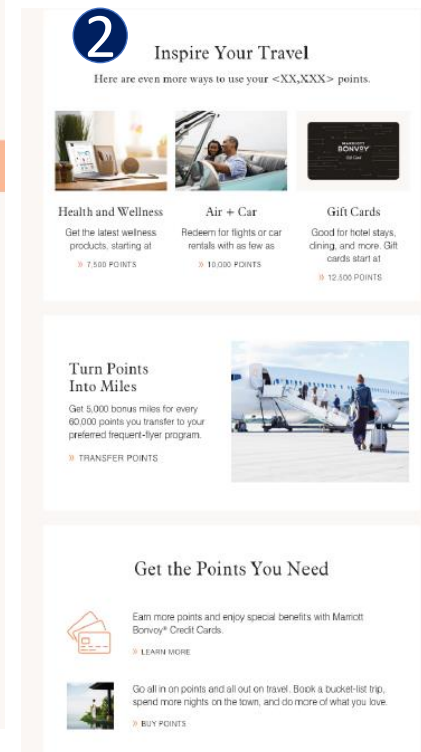 2
Inspire Your Travel
Here are even more ways to use your <XX,XXX> points.
MARRIOTT
BONVOY
Gift Card
Health and Wellness
Get the latest wellness
products, starting at
» 7,500 POINTS
Air + Car
Redeem for flights or car
rentals with as few as
» 10,000 POINTS
Gift Cards
Good for hotel stays,
dining, and more. Gift
cards start at
» 12,500 POINTS
Turn Points
Into Miles
Get 5,000 bonus miles for every
60,000 points you transfer to your
preferred frequent-flyer program.
» TRANSFER POINTS
Get the Points You Need
Earn more points and enjoy special benefits with Marriott
Bonvoy® Credit Cards.
» LEARN MORE
Go all in on points and all out on travel. Book a bucket-list trip,
spend more nights on the town, and do more of what you love.
» BUY POINTS